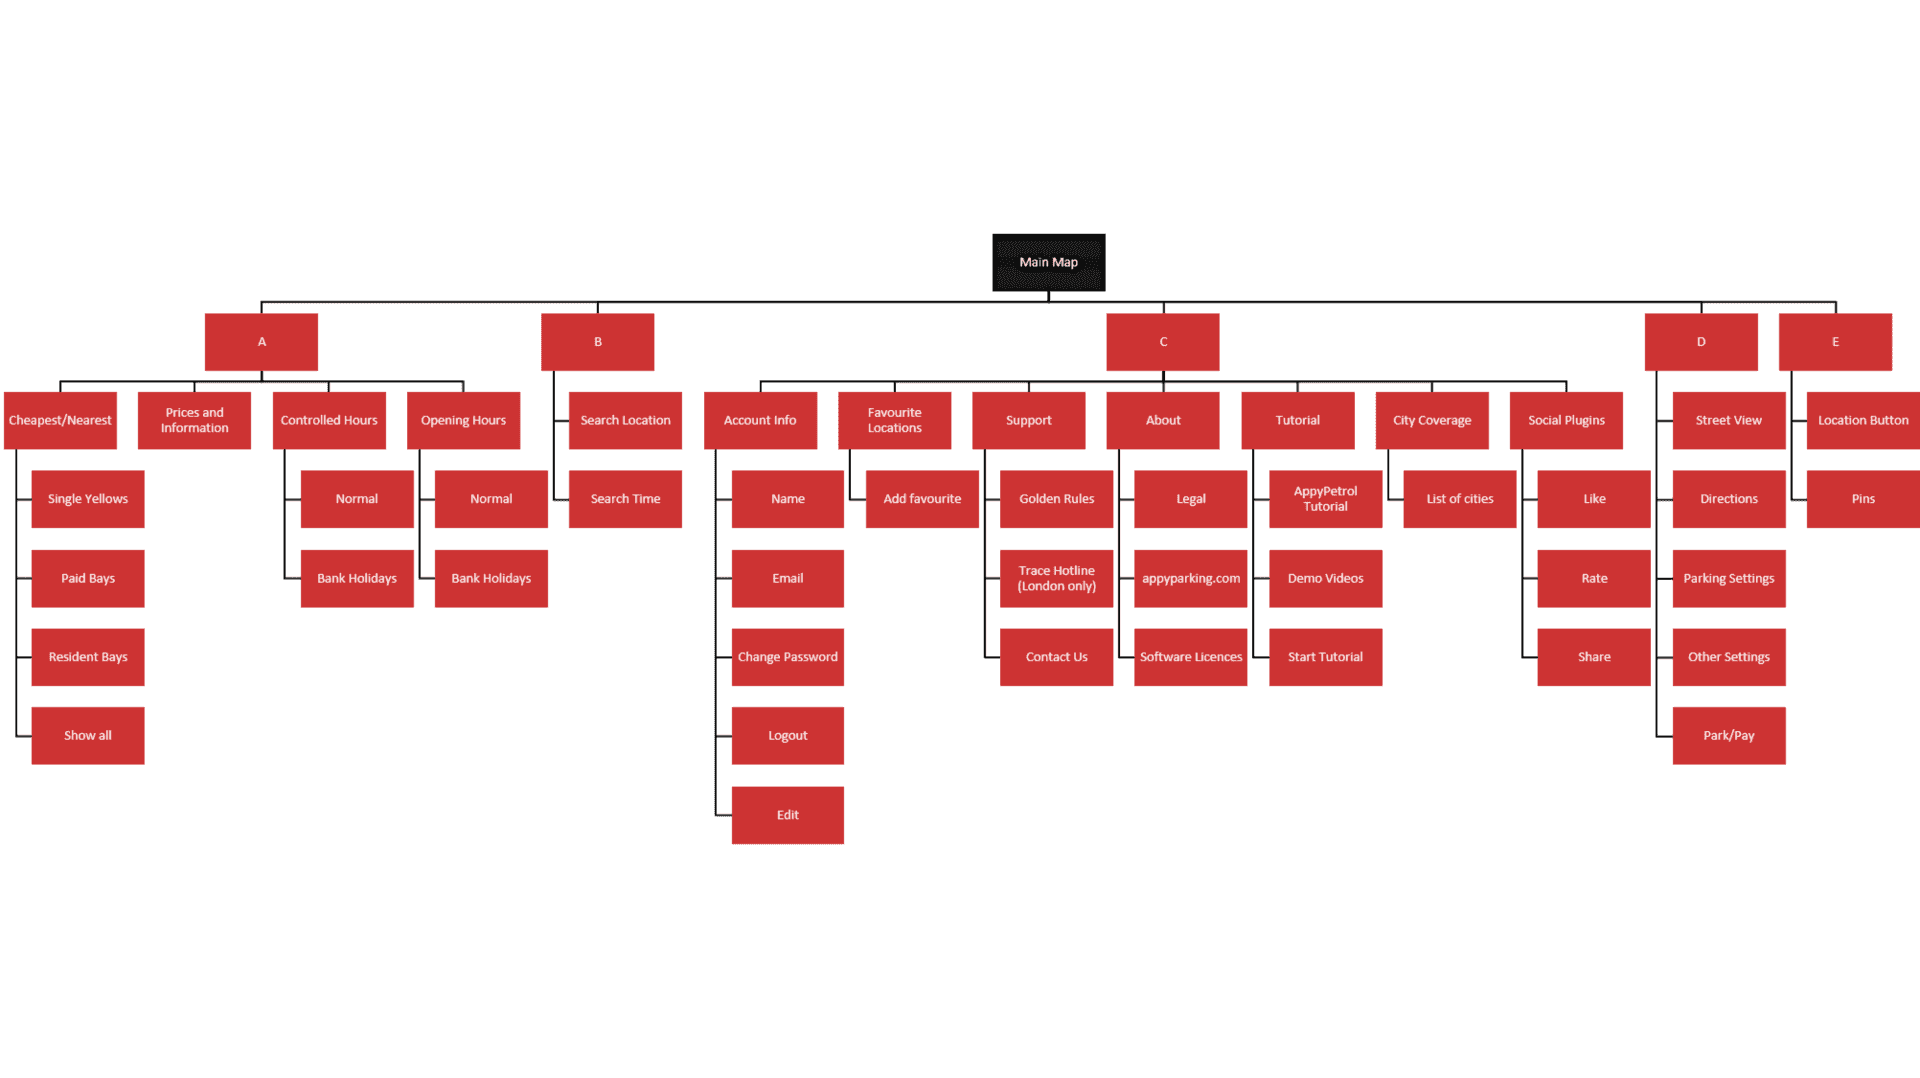 Main Map
A
B
C
D
E
Cheapest/Nearest
Prices and
Information
Controlled Hours
Opening Hours
Search Location
Account Info
Favourite
Locations
Support
About
Tutorial
City Coverage
Social Plugins
Street View
Location Button
Single Yellows
Normal
Normal
Search Time
Name
Add favourite
Golden Rules
Legal
AppyPetrol
Tutorial
List of cities
Like
Directions
Pins
Paid Bays
Bank Holidays
Bank Holidays
Email
Trace Hotline
(London only)
appyparking.com
Demo Videos
Rate
Parking Settings
Resident Bays
Change Password
Contact Us
Software Licences
Start Tutorial
Share
Other Settings
Show all
Logout
Park/Pay
Edit